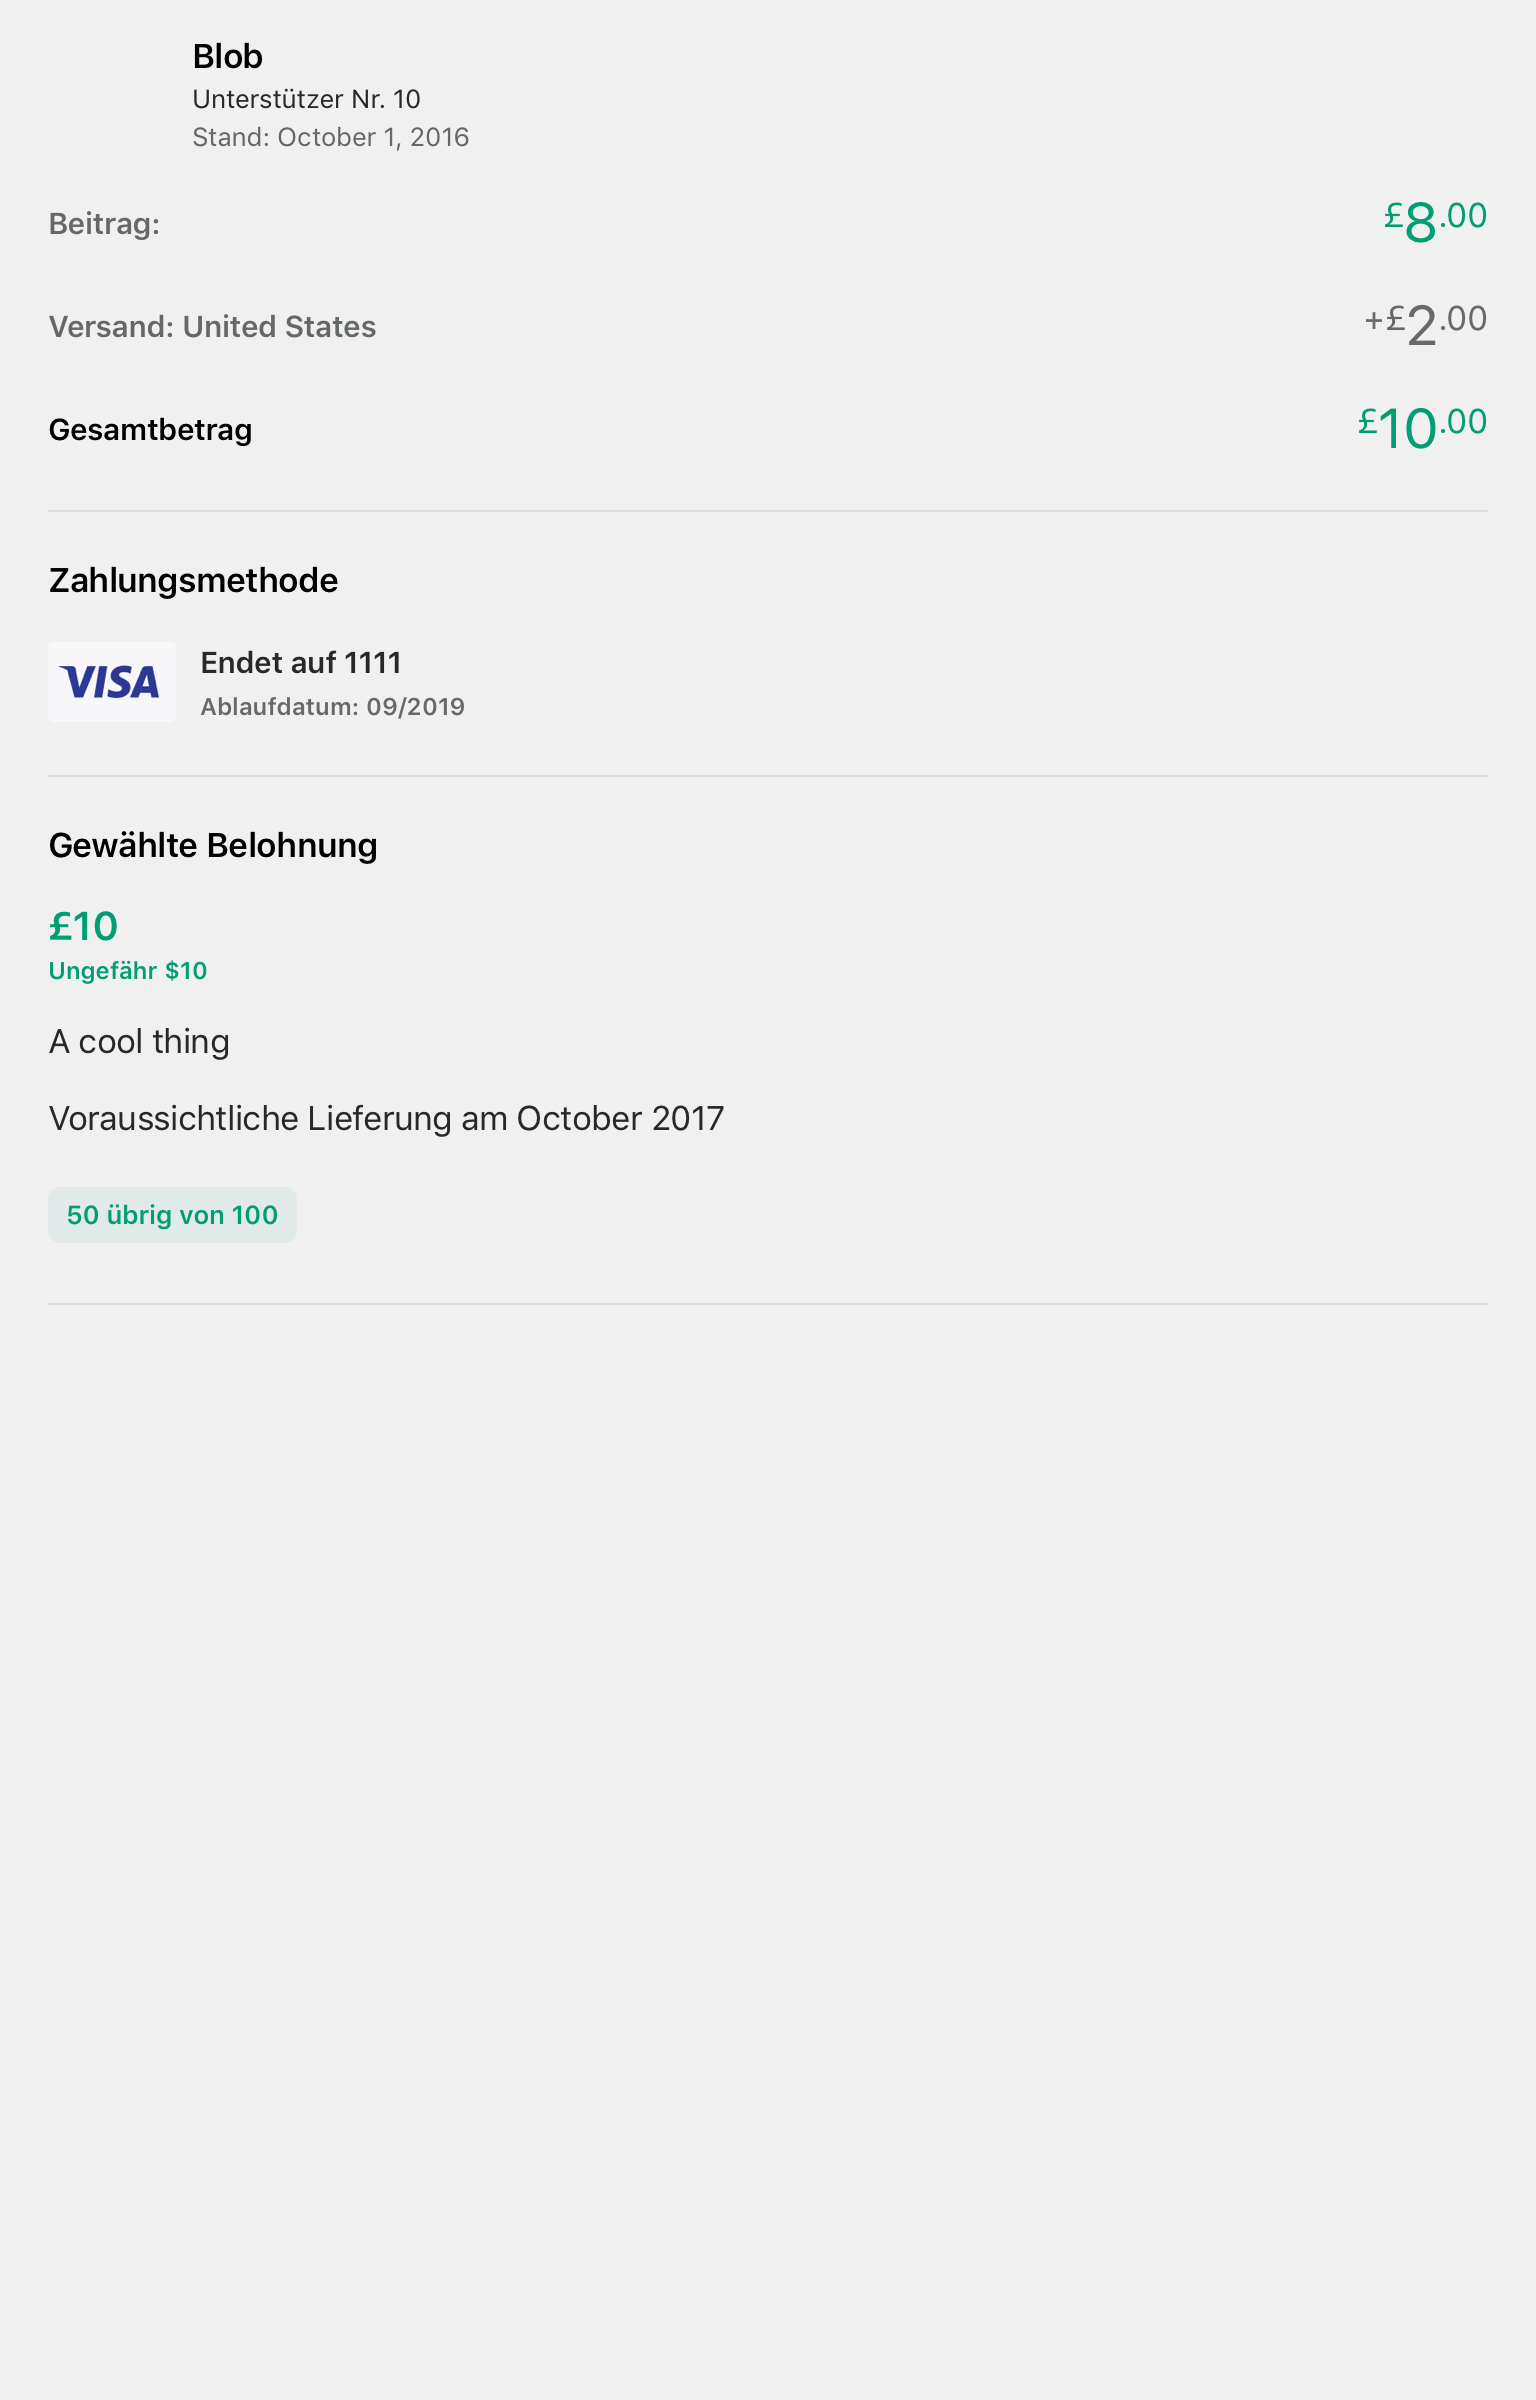 Blob
Unterstützer Nr. 10
Stand: October 1, 2016
Beitrag: £8.00
Versand: United States +£2.00
Gesamtbetrag £10.00
Zahlungsmethode
VISA
Endet auf 1111
Ablaufdatum: 09/2019
Gewählte Belohnung
£10
Ungefähr $10
A cool thing
Voraussichtliche Lieferung am October 2017
50 übrig von 100